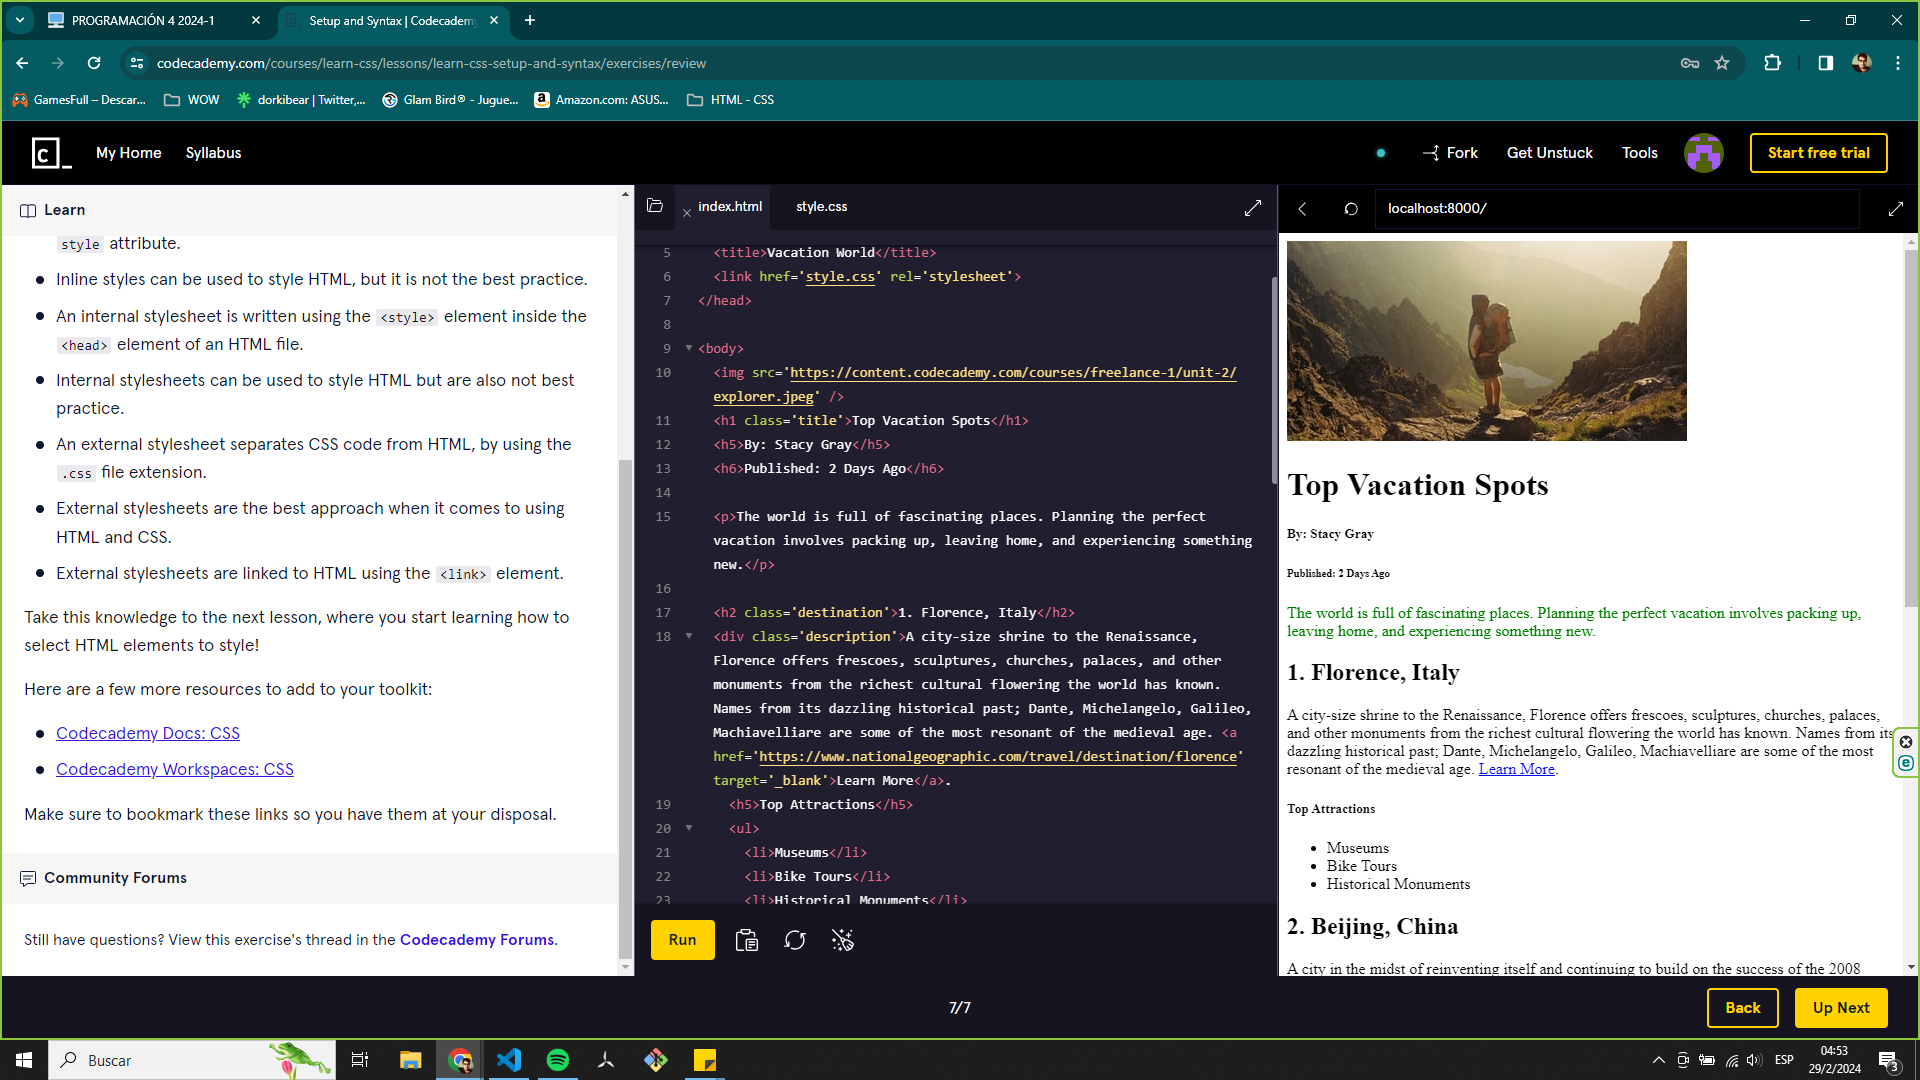 PROGRAMACIÓN 4 2024-1
Setup and Syntax | Codecademy
codecademy.com/courses/learn-css/lessons/learn-css-setup-and-syntax/exercises/review
GamesFull – Descar...
WOW
dorkibear | Twitter,...
Glam Bird® - Jugue...
Amazon.com: ASUS...
HTML - CSS
c_
My Home
Syllabus
Fork
Get Unstuck
Tools
Start free trial
Learn
style attribute.
Inline styles can be used to style HTML, but it is not the best practice.
An internal stylesheet is written using the <style> element inside the
<head> element of an HTML file.
Internal stylesheets can be used to style HTML but are also not best
practice.
An external stylesheet separates CSS code from HTML, by using the
.css file extension.
External stylesheets are the best approach when it comes to using
HTML and CSS.
External stylesheets are linked to HTML using the <link> element.
Take this knowledge to the next lesson, where you start learning how to
select HTML elements to style!
Here are a few more resources to add to your toolkit:
Codecademy Docs: CSS
Codecademy Workspaces: CSS
Make sure to bookmark these links so you have them at your disposal.
Community Forums
Still have questions? View this exercise's thread in the Codecademy Forums.
index.html
style.css
5 <title>Vacation World</title>
6 <link href='style.css' rel='stylesheet'>
7 </head>
8
9 <body>
10 <img src='https://content.codecademy.com/courses/freelance-1/unit-2/
explorer.jpeg' />
11 <h1 class='title'>Top Vacation Spots</h1>
12 <h5>By: Stacy Gray</h5>
13 <h6>Published: 2 Days Ago</h6>
14
15 <p>The world is full of fascinating places. Planning the perfect
vacation involves packing up, leaving home, and experiencing something
new.</p>
16
17 <h2 class='destination'>1. Florence, Italy</h2>
18 <div class='description'>A city-size shrine to the Renaissance,
Florence offers frescoes, sculptures, churches, palaces, and other
monuments from the richest cultural flowering the world has known.
Names from its dazzling historical past; Dante, Michelangelo, Galileo,
Machiavelliare are some of the most resonant of the medieval age. <a
href='https://www.nationalgeographic.com/travel/destination/florence'
target='_blank'>Learn More</a>.
19 <h5>Top Attractions</h5>
20 <ul>
21 <li>Museums</li>
22 <li>Bike Tours</li>
23 <li>Historical Monuments</li>
Run
localhost:8000/
Top Vacation Spots
By: Stacy Gray
Published: 2 Days Ago
The world is full of fascinating places. Planning the perfect vacation involves packing up,
leaving home, and experiencing something new.
1. Florence, Italy
A city-size shrine to the Renaissance, Florence offers frescoes, sculptures, churches, palaces,
and other monuments from the richest cultural flowering the world has known. Names from its
dazzling historical past; Dante, Michelangelo, Galileo, Machiavelliare are some of the most
resonant of the medieval age. Learn More.
Top Attractions
Museums
Bike Tours
Historical Monuments
2. Beijing, China
A city in the midst of reinventing itself and continuing to build on the success of the 2008
7/7
Back
Up Next
Buscar
ESP
04:53
29/2/2024
3